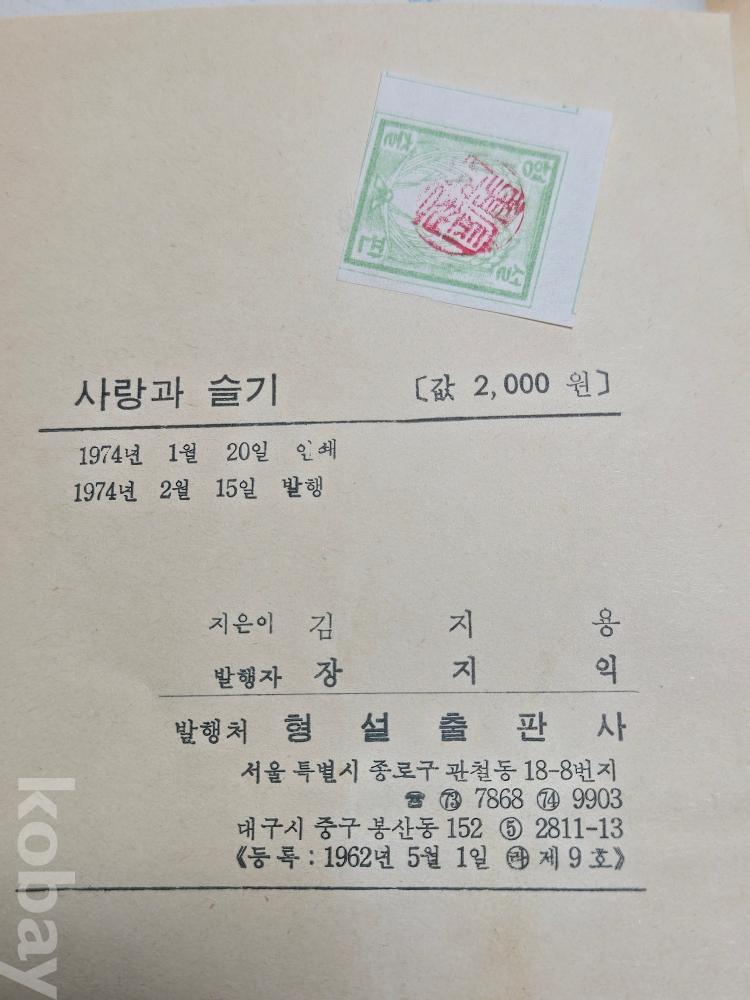 사랑과 슬기 〔값 2,000 원〕
1974년 1월 20일 인쇄
1974년 2월 15일 발행
지은이 김 지 용
발행자 장 지 익
발행처 형 설 출 판 사
서울 특별시 종로구 관철동 18-8번지
☎ ㊆㊂ 7868 ㊆㊃ 9903
대구시 중구 봉산동 152 ⑤ 2811-13
《등록 : 1962년 5월 1일 ㉱ 제 9 호》
kobay